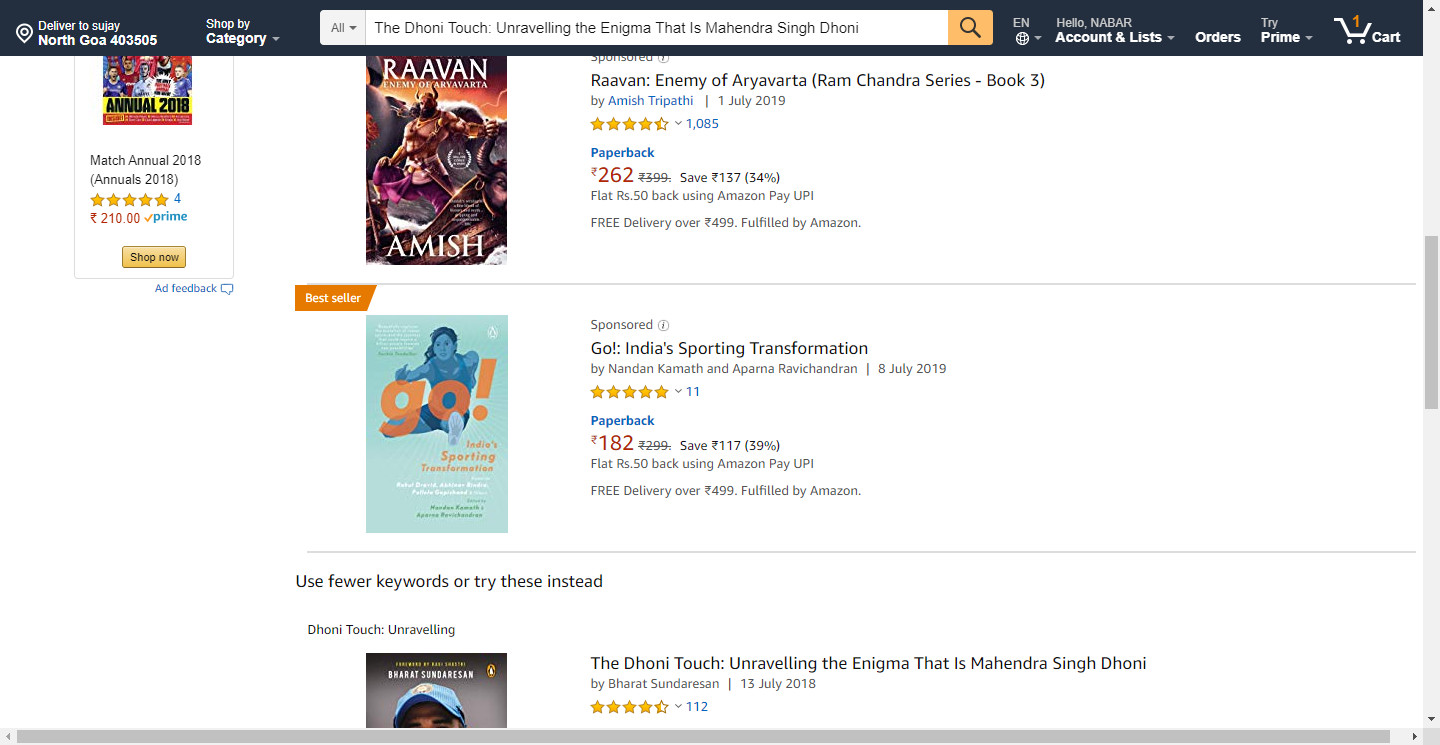 Deliver to sujay
North Goa 403505
Shop by
Category
All
The Dhoni Touch: Unravelling the Enigma That Is Mahendra Singh Dhoni
EN
Hello, NABAR
Account & Lists
Orders
Try
Prime
1
Cart
ANNUAL 2018
Match Annual 2018
(Annuals 2018)
4
₹ 210.00 prime
Shop now
Ad feedback
RAAVAN
ENEMY OF ARYAVARTA
AMISH
Sponsored
Raavan: Enemy of Aryavarta (Ram Chandra Series - Book 3)
by Amish Tripathi | 1 July 2019
1,085
Paperback
₹262 ₹399. Save ₹137 (34%)
Flat Rs.50 back using Amazon Pay UPI
FREE Delivery over ₹499. Fulfilled by Amazon.
Best seller
go!
India's
Sporting
Transformation
Rahul Dravid, Abhinav Bindra,
Pullela Gopichand
Edited by
Nandan Kamath &
Aparna Ravichandran
Sponsored
Go!: India's Sporting Transformation
by Nandan Kamath and Aparna Ravichandran | 8 July 2019
11
Paperback
₹182 ₹299. Save ₹117 (39%)
Flat Rs.50 back using Amazon Pay UPI
FREE Delivery over ₹499. Fulfilled by Amazon.
Use fewer keywords or try these instead
Dhoni Touch: Unravelling
FOREWORD BY RAVI SHASTRI
BHARAT SUNDARESAN
The Dhoni Touch: Unravelling the Enigma That Is Mahendra Singh Dhoni
by Bharat Sundaresan | 13 July 2018
112